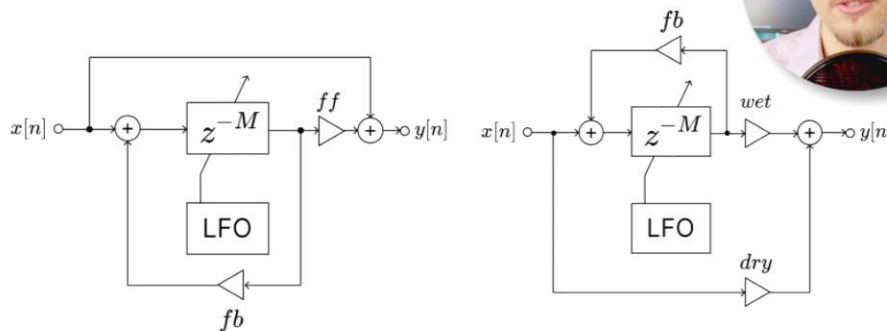 ff
x[n]
z^{-M}
y[n]
LFO
fb
fb
wet
x[n]
z^{-M}
y[n
LFO
dry